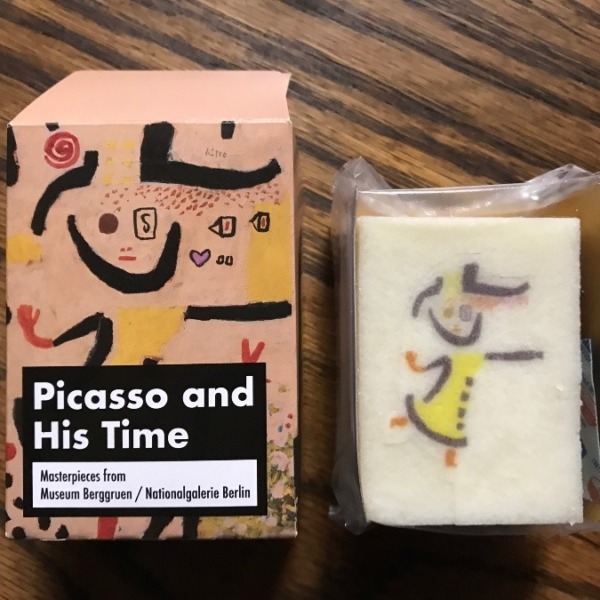 Picasso and
His Time
Masterpieces from
Museum Berggruen / Nationalgalerie Berlin
S